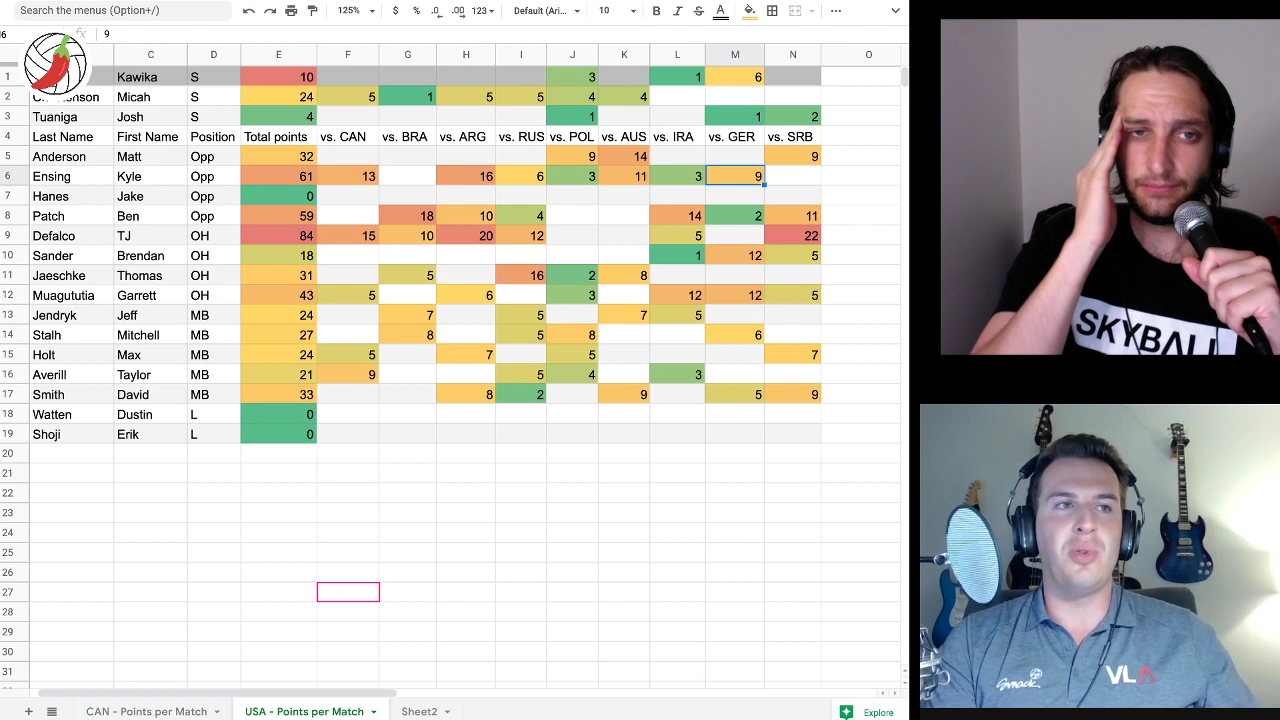 Search the menus (Option+/)
125% $ % .0 .00 123 Default (Ari... 10 B I S A
fx 9
C D E F G H I J K L M N O
1 Kawika S 10 3 1 6
2 Micah S 24 5 1 5 5 4 4
3 Tuaniga Josh S 4 1 1 2
4 Last Name First Name Position Total points vs. CAN vs. BRA vs. ARG vs. RUS vs. POL vs. AUS vs. IRA vs. GER vs. SRB
5 Anderson Matt Opp 32 9 14 9
6 Ensing Kyle Opp 61 13 16 6 3 11 3 9
7 Hanes Jake Opp 0
8 Patch Ben Opp 59 18 10 4 14 2 11
9 Defalco TJ OH 84 15 10 20 12 5 22
10 Sander Brendan OH 18 1 12 5
11 Jaeschke Thomas OH 31 5 16 2 8
12 Muagututia Garrett OH 43 5 6 3 12 12 5
13 Jendryk Jeff MB 24 7 5 7 5
14 Stalh Mitchell MB 27 8 5 8 6
15 Holt Max MB 24 5 7 5 7
16 Averill Taylor MB 21 9 5 4 3
17 Smith David MB 33 8 2 9 5 9
18 Watten Dustin L 0
19 Shoji Erik L 0
20
21
22
23
24
25
26
27
28
29
30
31
CAN - Points per Match USA - Points per Match Sheet2 Explore
SKYBALL
Smack VLM